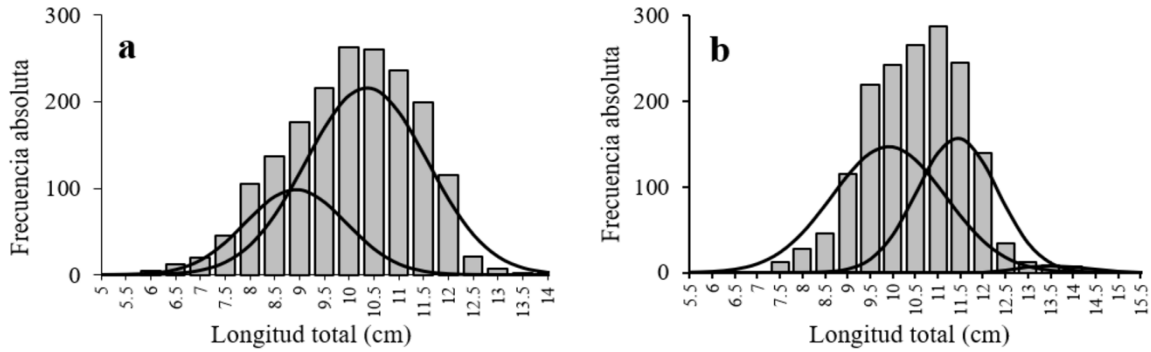 a
Frecuencia absoluta
300
200
100
0
5 5.5 6 6.5 7 7.5 8 8.5 9 9.5 10 10.5 11 11.5 12 12.5 13 13.5 14
Longitud total (cm)
b
Frecuencia absoluta
300
200
100
0
5.5 6 6.5 7 7.5 8 8.5 9 9.5 10 10.5 11 11.5 12 12.5 13 13.5 14 14.5 15 15.5
Longitud total (cm)